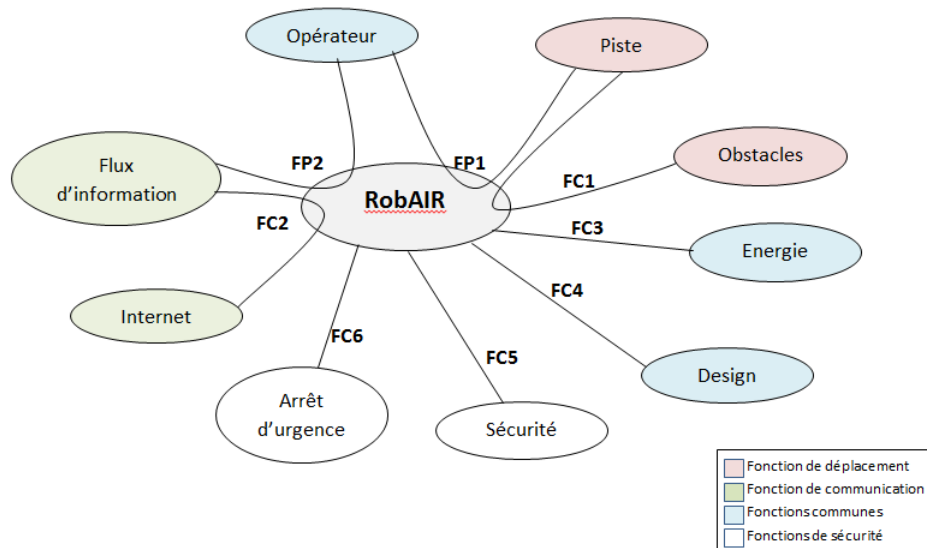 Opérateur
Piste
Flux
d’information
FP2
FP1
Obstacles
FC1
RobAIR
FC2
FC3
Energie
FC4
Internet
FC6
FC5
Design
Arrêt
d’urgence
Sécurité
Fonction de déplacement
Fonction de communication
Fonctions communes
Fonctions de sécurité